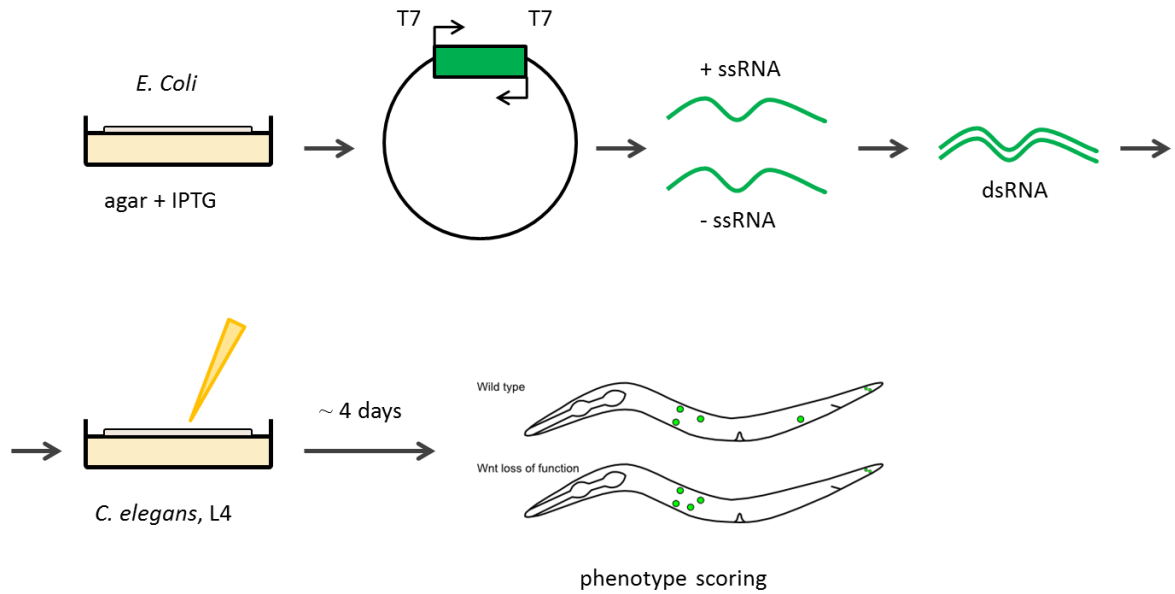 T7 T7
E. Coli
+ ssRNA
agar + IPTG
- ssRNA
dsRNA
~ 4 days
Wild type
Wnt loss of function
C. elegans, L4
phenotype scoring